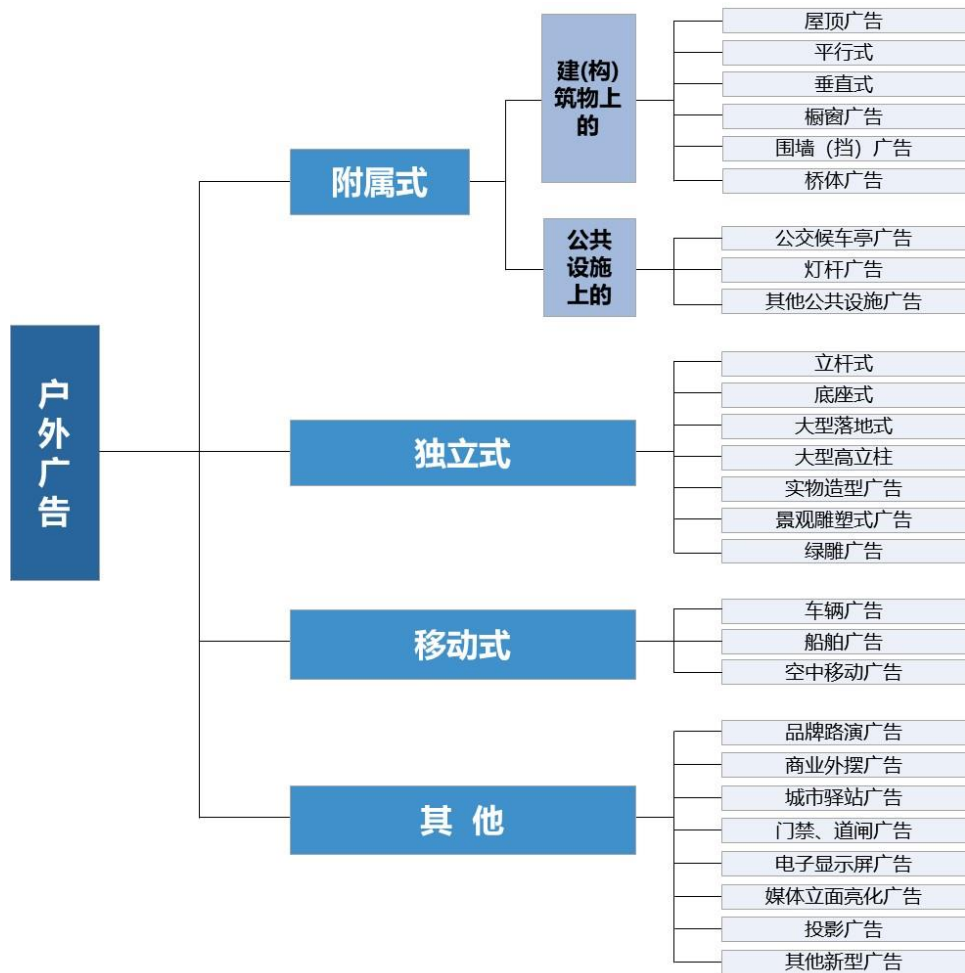 户外广告
附属式
建(构)
筑物上
的
屋顶广告
平行式
垂直式
橱窗广告
围墙（挡）广告
桥体广告
公共
设施
上的
公交候车亭广告
灯杆广告
其他公共设施广告
独立式
立杆式
底座式
大型落地式
大型高立柱
实物造型广告
景观雕塑式广告
绿雕广告
移动式
车辆广告
船舶广告
空中移动广告
其 他
品牌路演广告
商业外摆广告
城市驿站广告
门禁、道闸广告
电子显示屏广告
媒体立面亮化广告
投影广告
其他新型广告